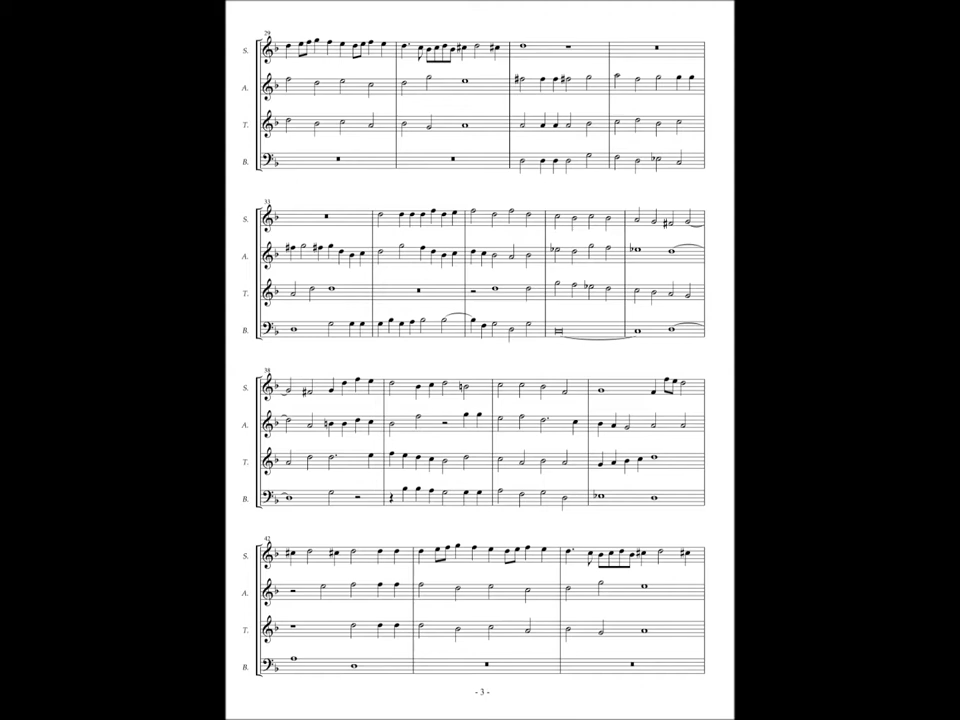 29
S.
A.
T.
B.
33
S.
A.
T.
B.
38
S.
A.
T.
B.
42
S.
A.
T.
B.
- 3 -